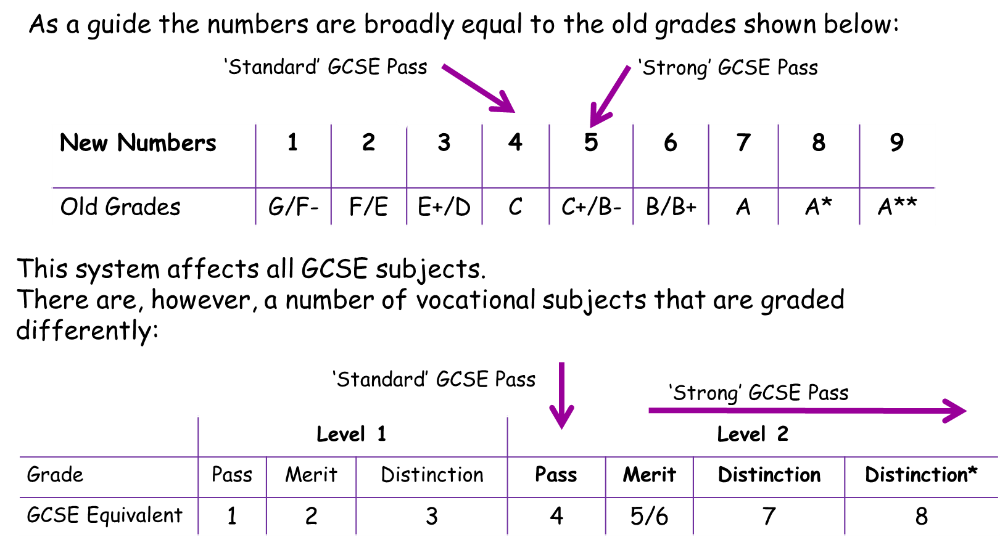 As a guide the numbers are broadly equal to the old grades shown below:
‘Standard’ GCSE Pass ‘Strong’ GCSE Pass
New Numbers 1 2 3 4 5 6 7 8 9
Old Grades G/F- F/E E+/D C C+/B- B/B+ A A* A**
This system affects all GCSE subjects.
There are, however, a number of vocational subjects that are graded
differently:
‘Standard’ GCSE Pass
‘Strong’ GCSE Pass
Level 1 Level 2
Grade Pass Merit Distinction Pass Merit Distinction Distinction*
GCSE Equivalent 1 2 3 4 5/6 7 8